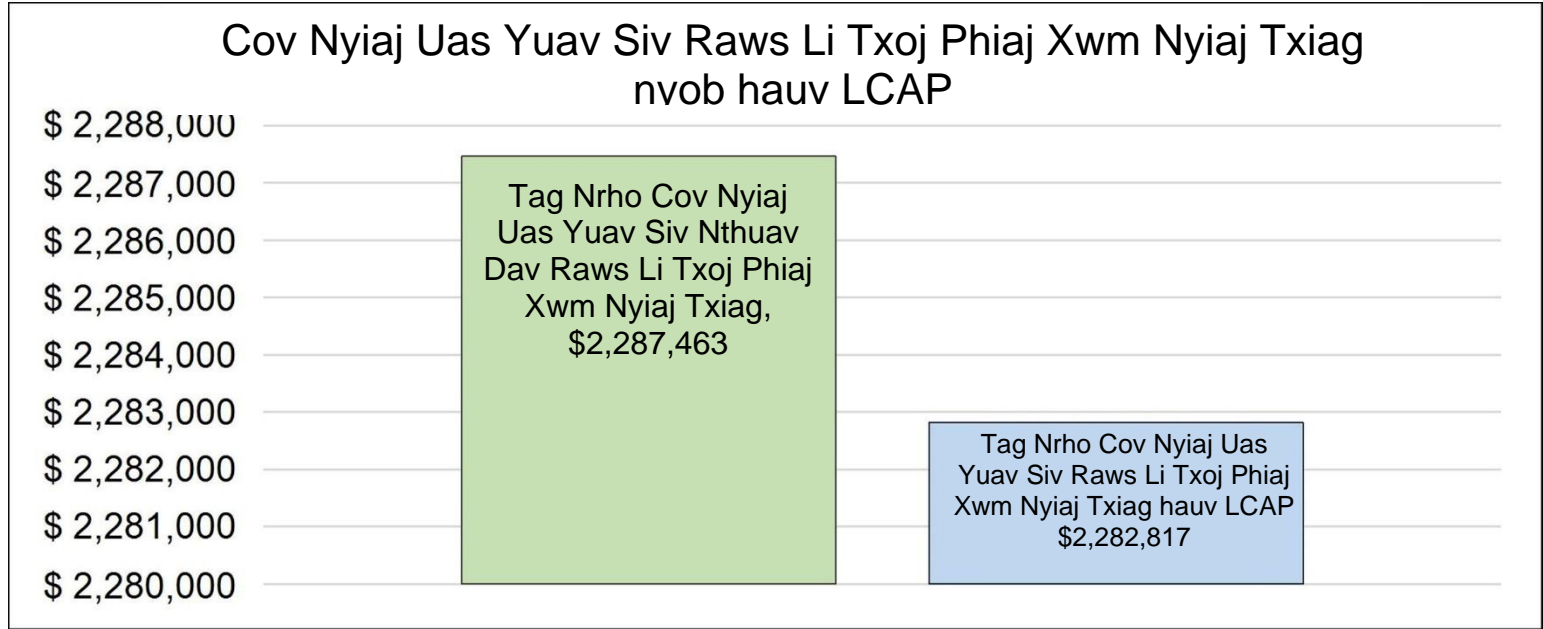 Cov Nyiaj Uas Yuav Siv Raws Li Txoj Phiaj Xwm Nyiaj Txiag
nyob hauv LCAP
$ 2,288,000
$ 2,287,000
$ 2,286,000
$ 2,285,000
$ 2,284,000
$ 2,283,000
$ 2,282,000
$ 2,281,000
$ 2,280,000
Tag Nrho Cov Nyiaj
Uas Yuav Siv Nthuav
Dav Raws Li Txoj Phiaj
Xwm Nyiaj Txiag,
$2,287,463
Tag Nrho Cov Nyiaj Uas
Yuav Siv Raws Li Txoj Phiaj
Xwm Nyiaj Txiag hauv LCAP
$2,282,817